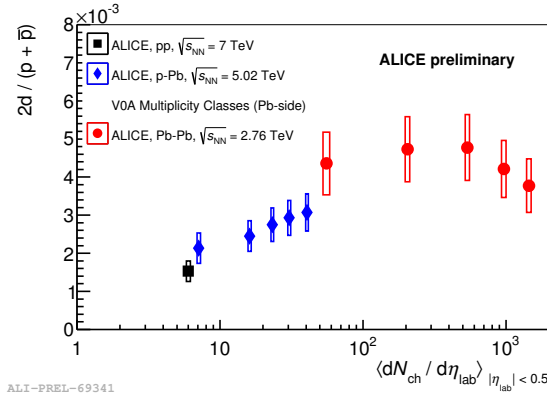 ×10⁻³
8
7
6
5
4
3
2
1
0
2d / (p + p̅)
ALICE, pp, √s_NN = 7 TeV
ALICE, p-Pb, √s_NN = 5.02 TeV
V0A Multiplicity Classes (Pb-side)
ALICE, Pb-Pb, √s_NN = 2.76 TeV
ALICE preliminary
1 10 10² 10³
⟨dN_ch / dη_lab⟩ |η_lab| < 0.5
ALI-PREL-69341